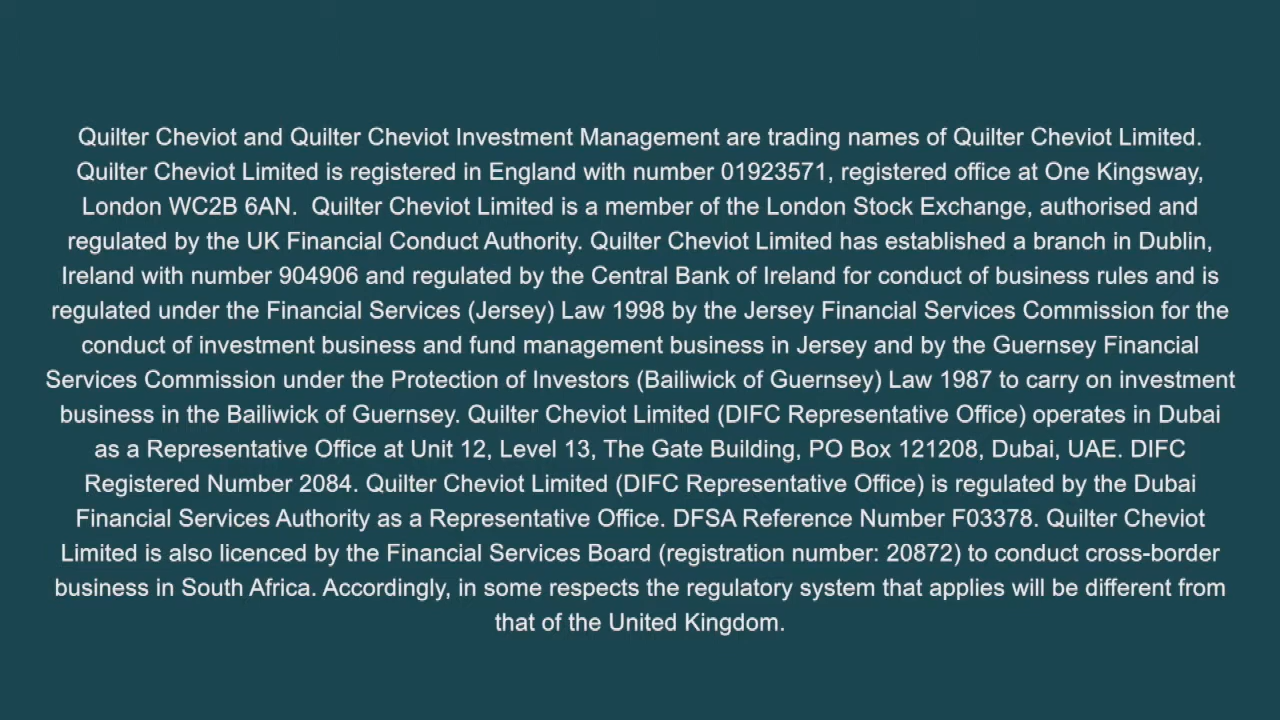 Quilter Cheviot and Quilter Cheviot Investment Management are trading names of Quilter Cheviot Limited.
Quilter Cheviot Limited is registered in England with number 01923571, registered office at One Kingsway,
London WC2B 6AN.  Quilter Cheviot Limited is a member of the London Stock Exchange, authorised and
regulated by the UK Financial Conduct Authority. Quilter Cheviot Limited has established a branch in Dublin,
Ireland with number 904906 and regulated by the Central Bank of Ireland for conduct of business rules and is
regulated under the Financial Services (Jersey) Law 1998 by the Jersey Financial Services Commission for the
conduct of investment business and fund management business in Jersey and by the Guernsey Financial
Services Commission under the Protection of Investors (Bailiwick of Guernsey) Law 1987 to carry on investment
business in the Bailiwick of Guernsey. Quilter Cheviot Limited (DIFC Representative Office) operates in Dubai
as a Representative Office at Unit 12, Level 13, The Gate Building, PO Box 121208, Dubai, UAE. DIFC
Registered Number 2084. Quilter Cheviot Limited (DIFC Representative Office) is regulated by the Dubai
Financial Services Authority as a Representative Office. DFSA Reference Number F03378. Quilter Cheviot
Limited is also licenced by the Financial Services Board (registration number: 20872) to conduct cross-border
business in South Africa. Accordingly, in some respects the regulatory system that applies will be different from
that of the United Kingdom.